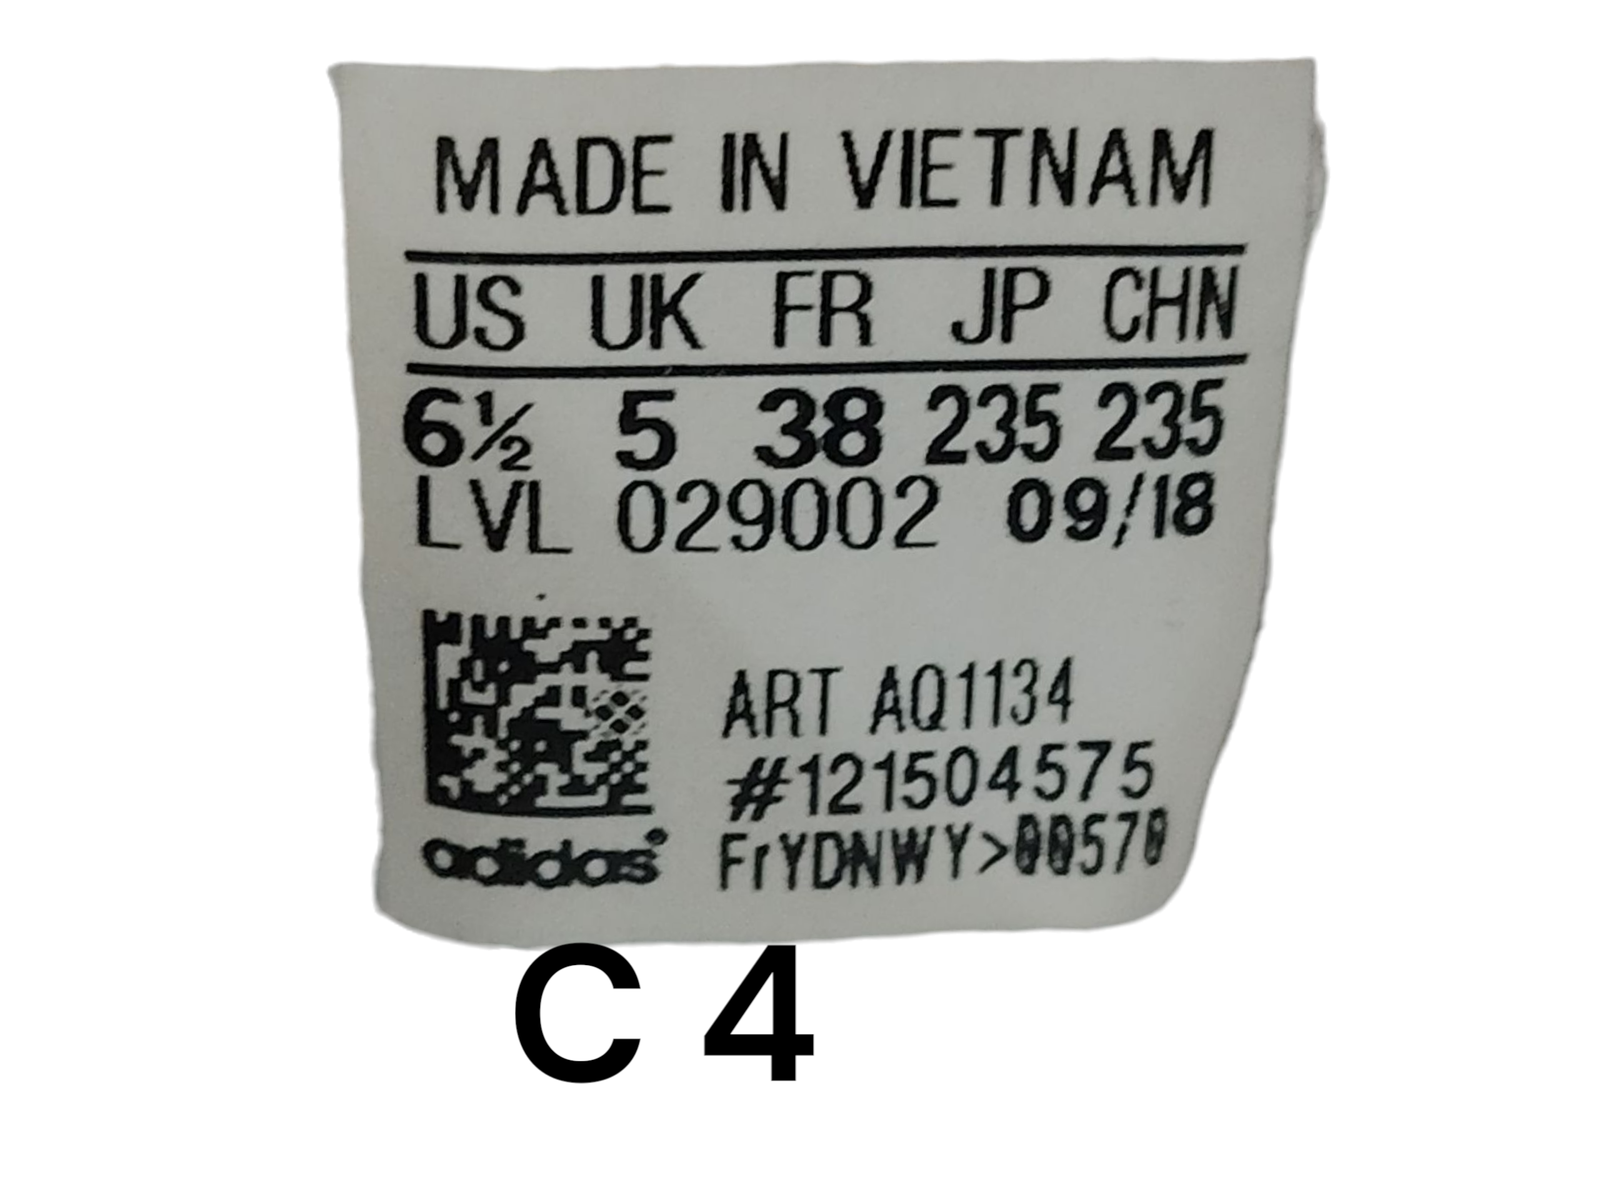 MADE IN VIETNAM
US UK FR JP CHN
6½ 5 38 235 235
LVL 029002 09/18
ART AQ1134
#121504575
FrYDNWY>00570
adidas®
C 4